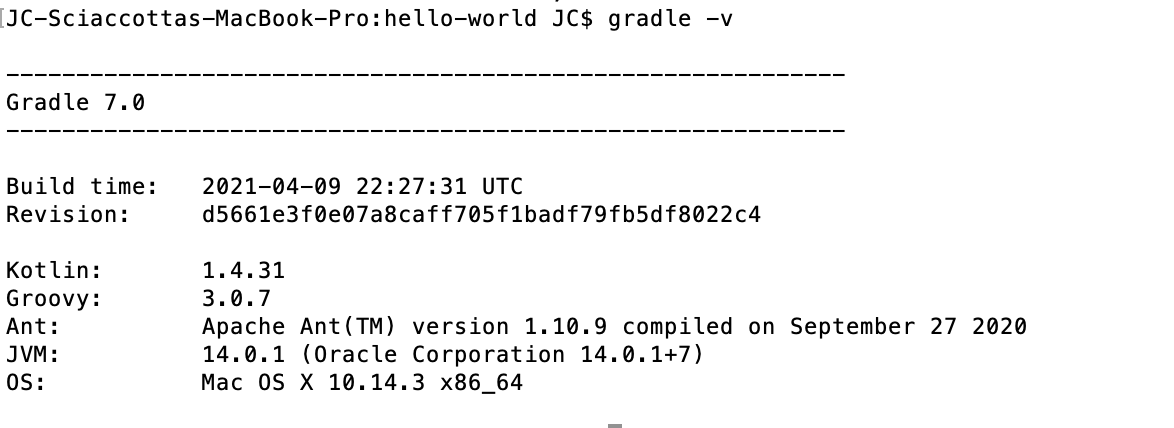 [JC-Sciaccottas-MacBook-Pro:hello-world JC$ gradle -v
------------------------------------------------------------
Gradle 7.0
------------------------------------------------------------
Build time:   2021-04-09 22:27:31 UTC
Revision:     d5661e3f0e07a8caff705f1badf79fb5df8022c4
Kotlin:       1.4.31
Groovy:       3.0.7
Ant:          Apache Ant(TM) version 1.10.9 compiled on September 27 2020
JVM:          14.0.1 (Oracle Corporation 14.0.1+7)
OS:           Mac OS X 10.14.3 x86_64